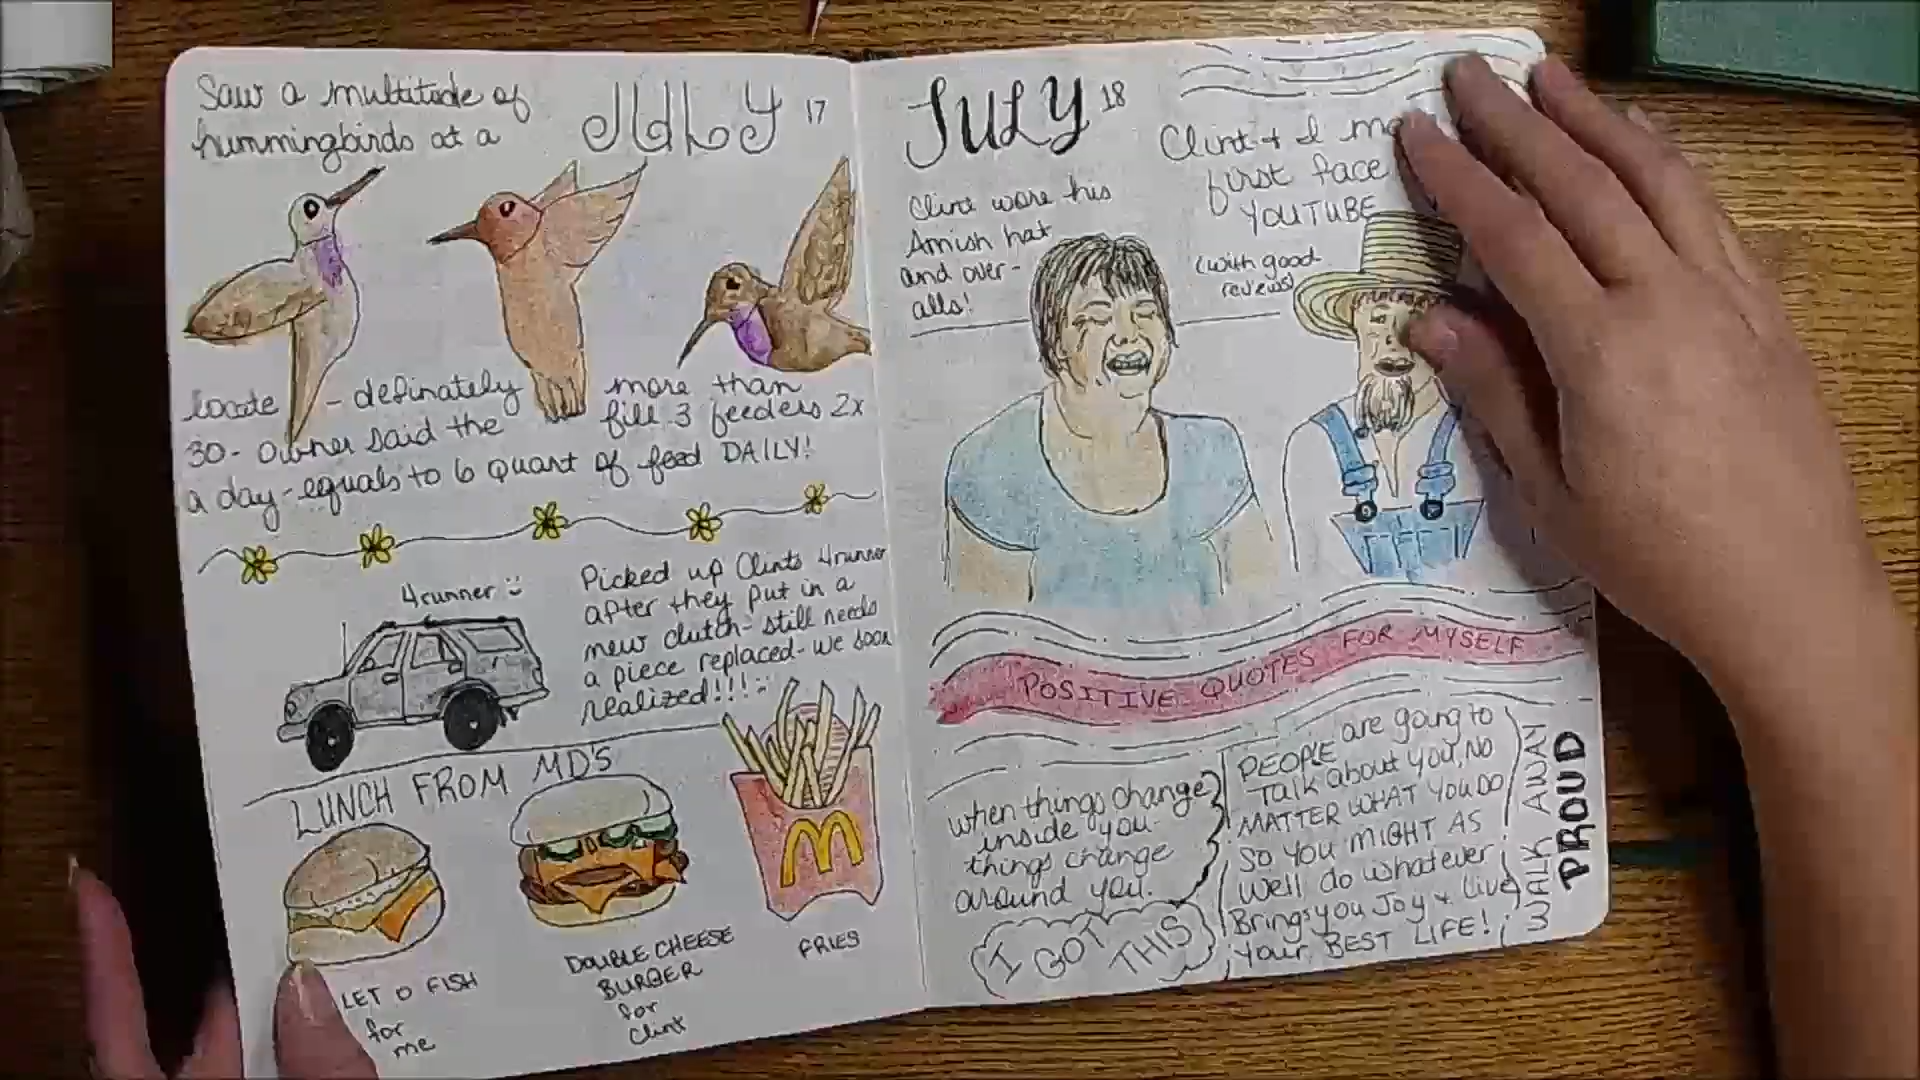 Saw a multitude of
hummingbirds at a
JULY 17
locate - definately more than
30 - owner said the fill 3 feeders 2x
a day - equals to 6 quart of feed DAILY!
4runner
Picked up Clints 4runner
after they put in a
new clutch - still needs
a piece replaced - we soon
realized!!!
LUNCH FROM MD'S
LET O FISH
for
me
DOUBLE CHEESE
BURGER
for
Clint
FRIES
M
JULY 18
Clint + I
first face
YOUTUBE
(with good
reviews)
Clint wore his
Amish hat
and over-
alls!
POSITIVE QUOTES FOR MYSELF
when things change
inside you
things change
around you.
I GOT THIS
PEOPLE are going to
Talk about you, NO
MATTER WHAT YOU DO
SO YOU MIGHT AS
Well do whatever
Brings you Joy + Live
your BEST LIFE!
WALK AWAY
PROUD